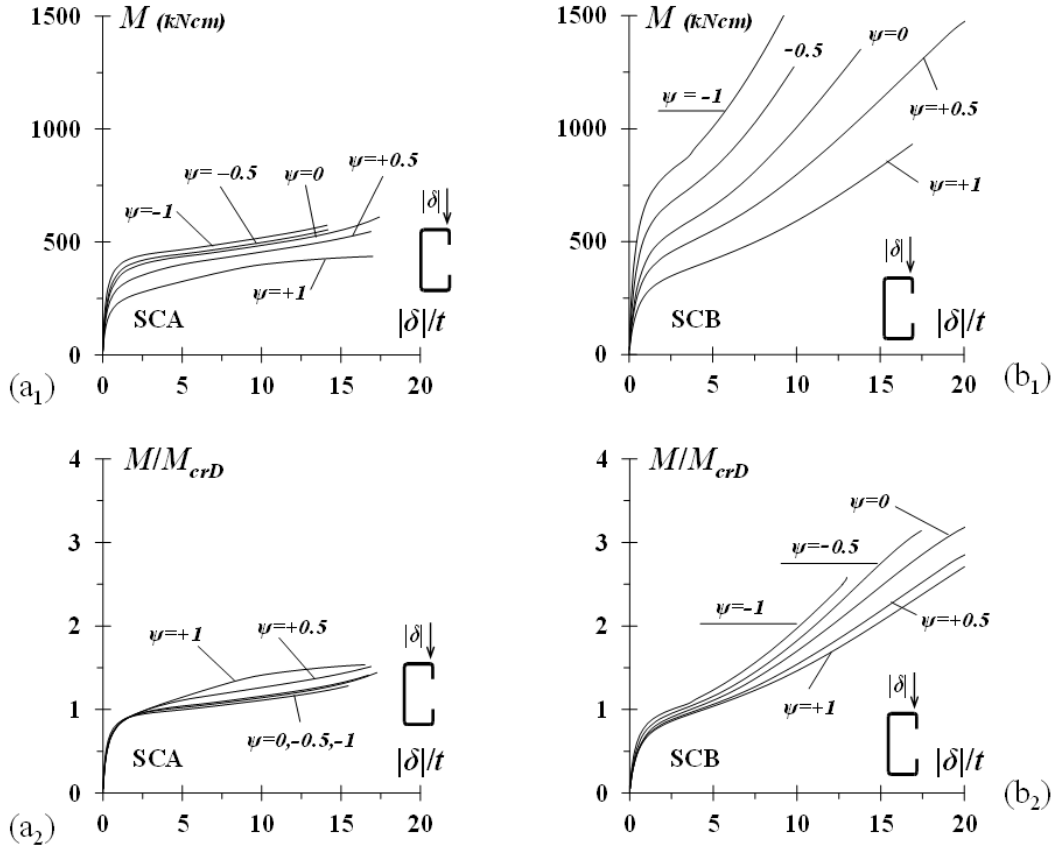 M (kNcm)
1500
1000
500
0
0 5 10 15 20
ψ=-1
ψ= -0.5
ψ=0
ψ=+0.5
ψ=+1
|δ|
SCA
|δ|/t
(a1)
M (kNcm)
1500
1000
500
0
0 5 10 15 20
ψ = -1
-0.5
ψ=0
ψ=+0.5
ψ=+1
|δ|
SCB
|δ|/t
(b1)
M/McrD
4
3
2
1
0
0 5 10 15 20
ψ=+1
ψ=+0.5
ψ=0,-0.5,-1
|δ|
SCA
|δ|/t
(a2)
M/McrD
4
3
2
1
0
0 5 10 15 20
ψ=0
ψ=-0.5
ψ=-1
ψ=+0.5
ψ=+1
|δ|
SCB
|δ|/t
(b2)